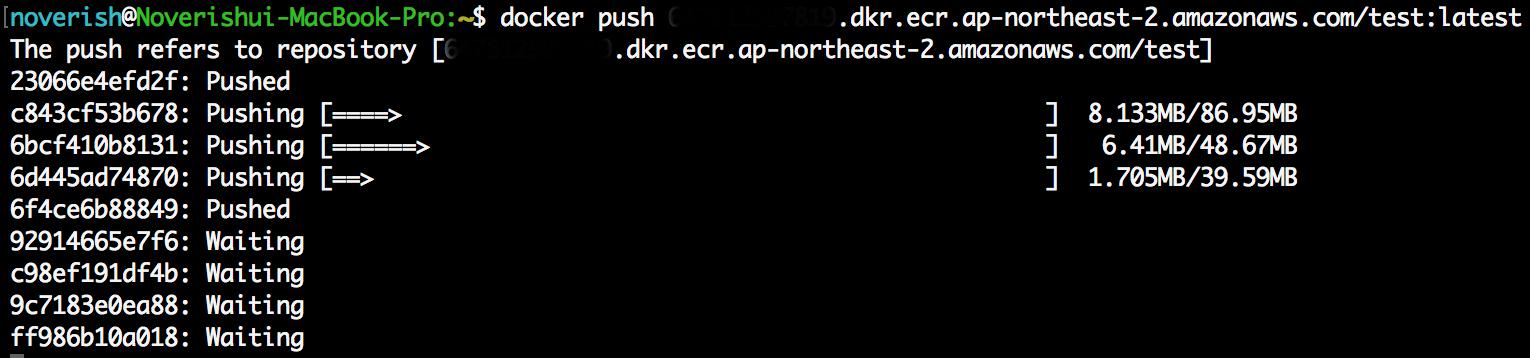 noverish@Noverishui-MacBook-Pro:~$ docker push .dkr.ecr.ap-northeast-2.amazonaws.com/test:latest
The push refers to repository [ .dkr.ecr.ap-northeast-2.amazonaws.com/test]
23066e4efd2f: Pushed
c843cf53b678: Pushing [====> ] 8.133MB/86.95MB
6bcf410b8131: Pushing [======> ] 6.41MB/48.67MB
6d445ad74870: Pushing [==> ] 1.705MB/39.59MB
6f4ce6b88849: Pushed
92914665e7f6: Waiting
c98ef191df4b: Waiting
9c7183e0ea88: Waiting
ff986b10a018: Waiting